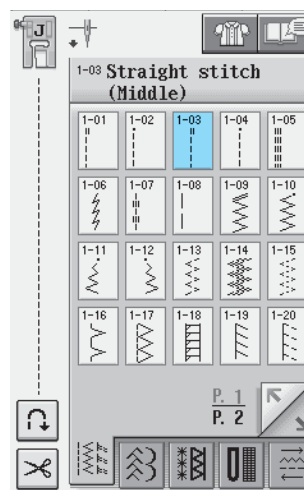 J
1-03 Straight stitch
(Middle)
1-01 1-02 1-03 1-04 1-05
1-06 1-07 1-08 1-09 1-10
1-11 1-12 1-13 1-14 1-15
1-16 1-17 1-18 1-19 1-20
P. 1
P. 2